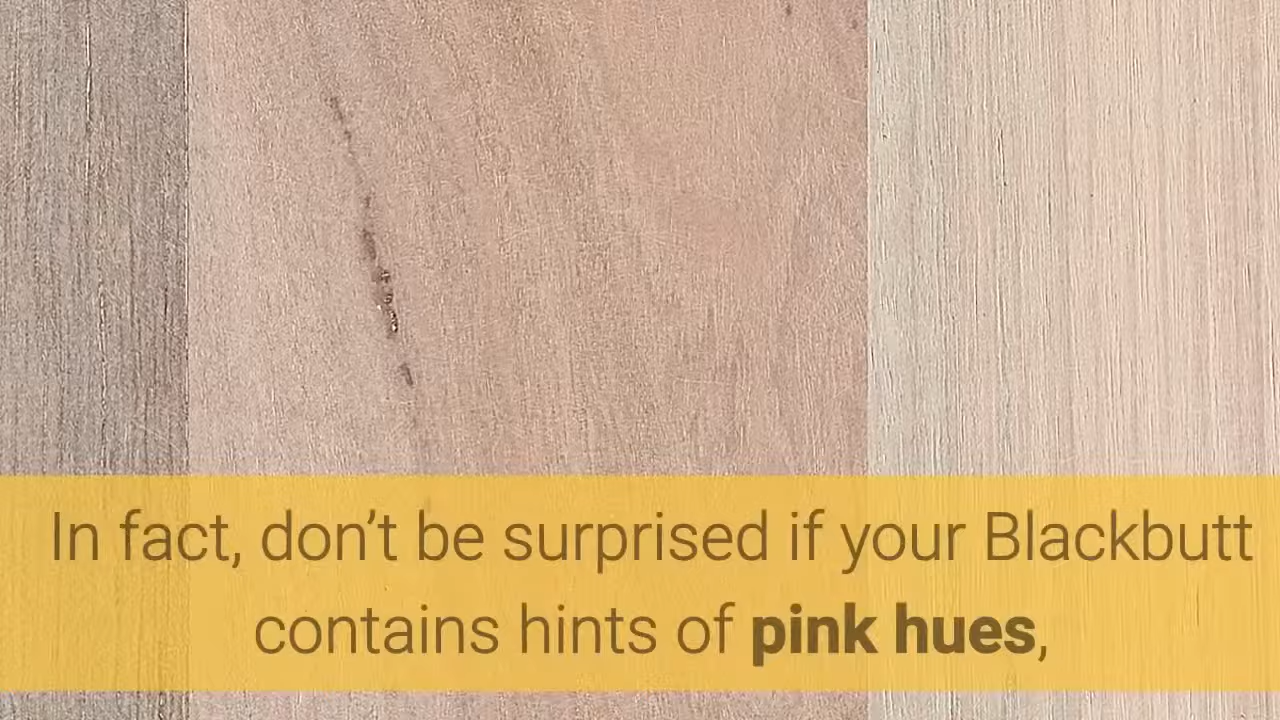 In fact, don’t be surprised if your Blackbutt
contains hints of pink hues,